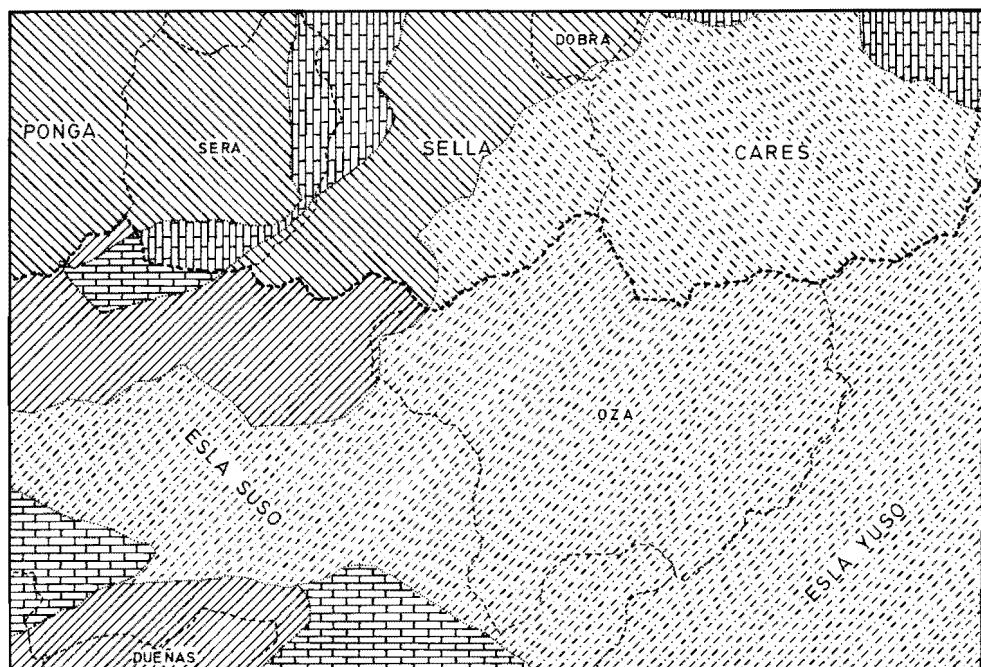 DOBRA
PONGA
SERA
SELLA
CARES
OZA
ESLA SUSO
ESLA YUSO
DUEÑAS